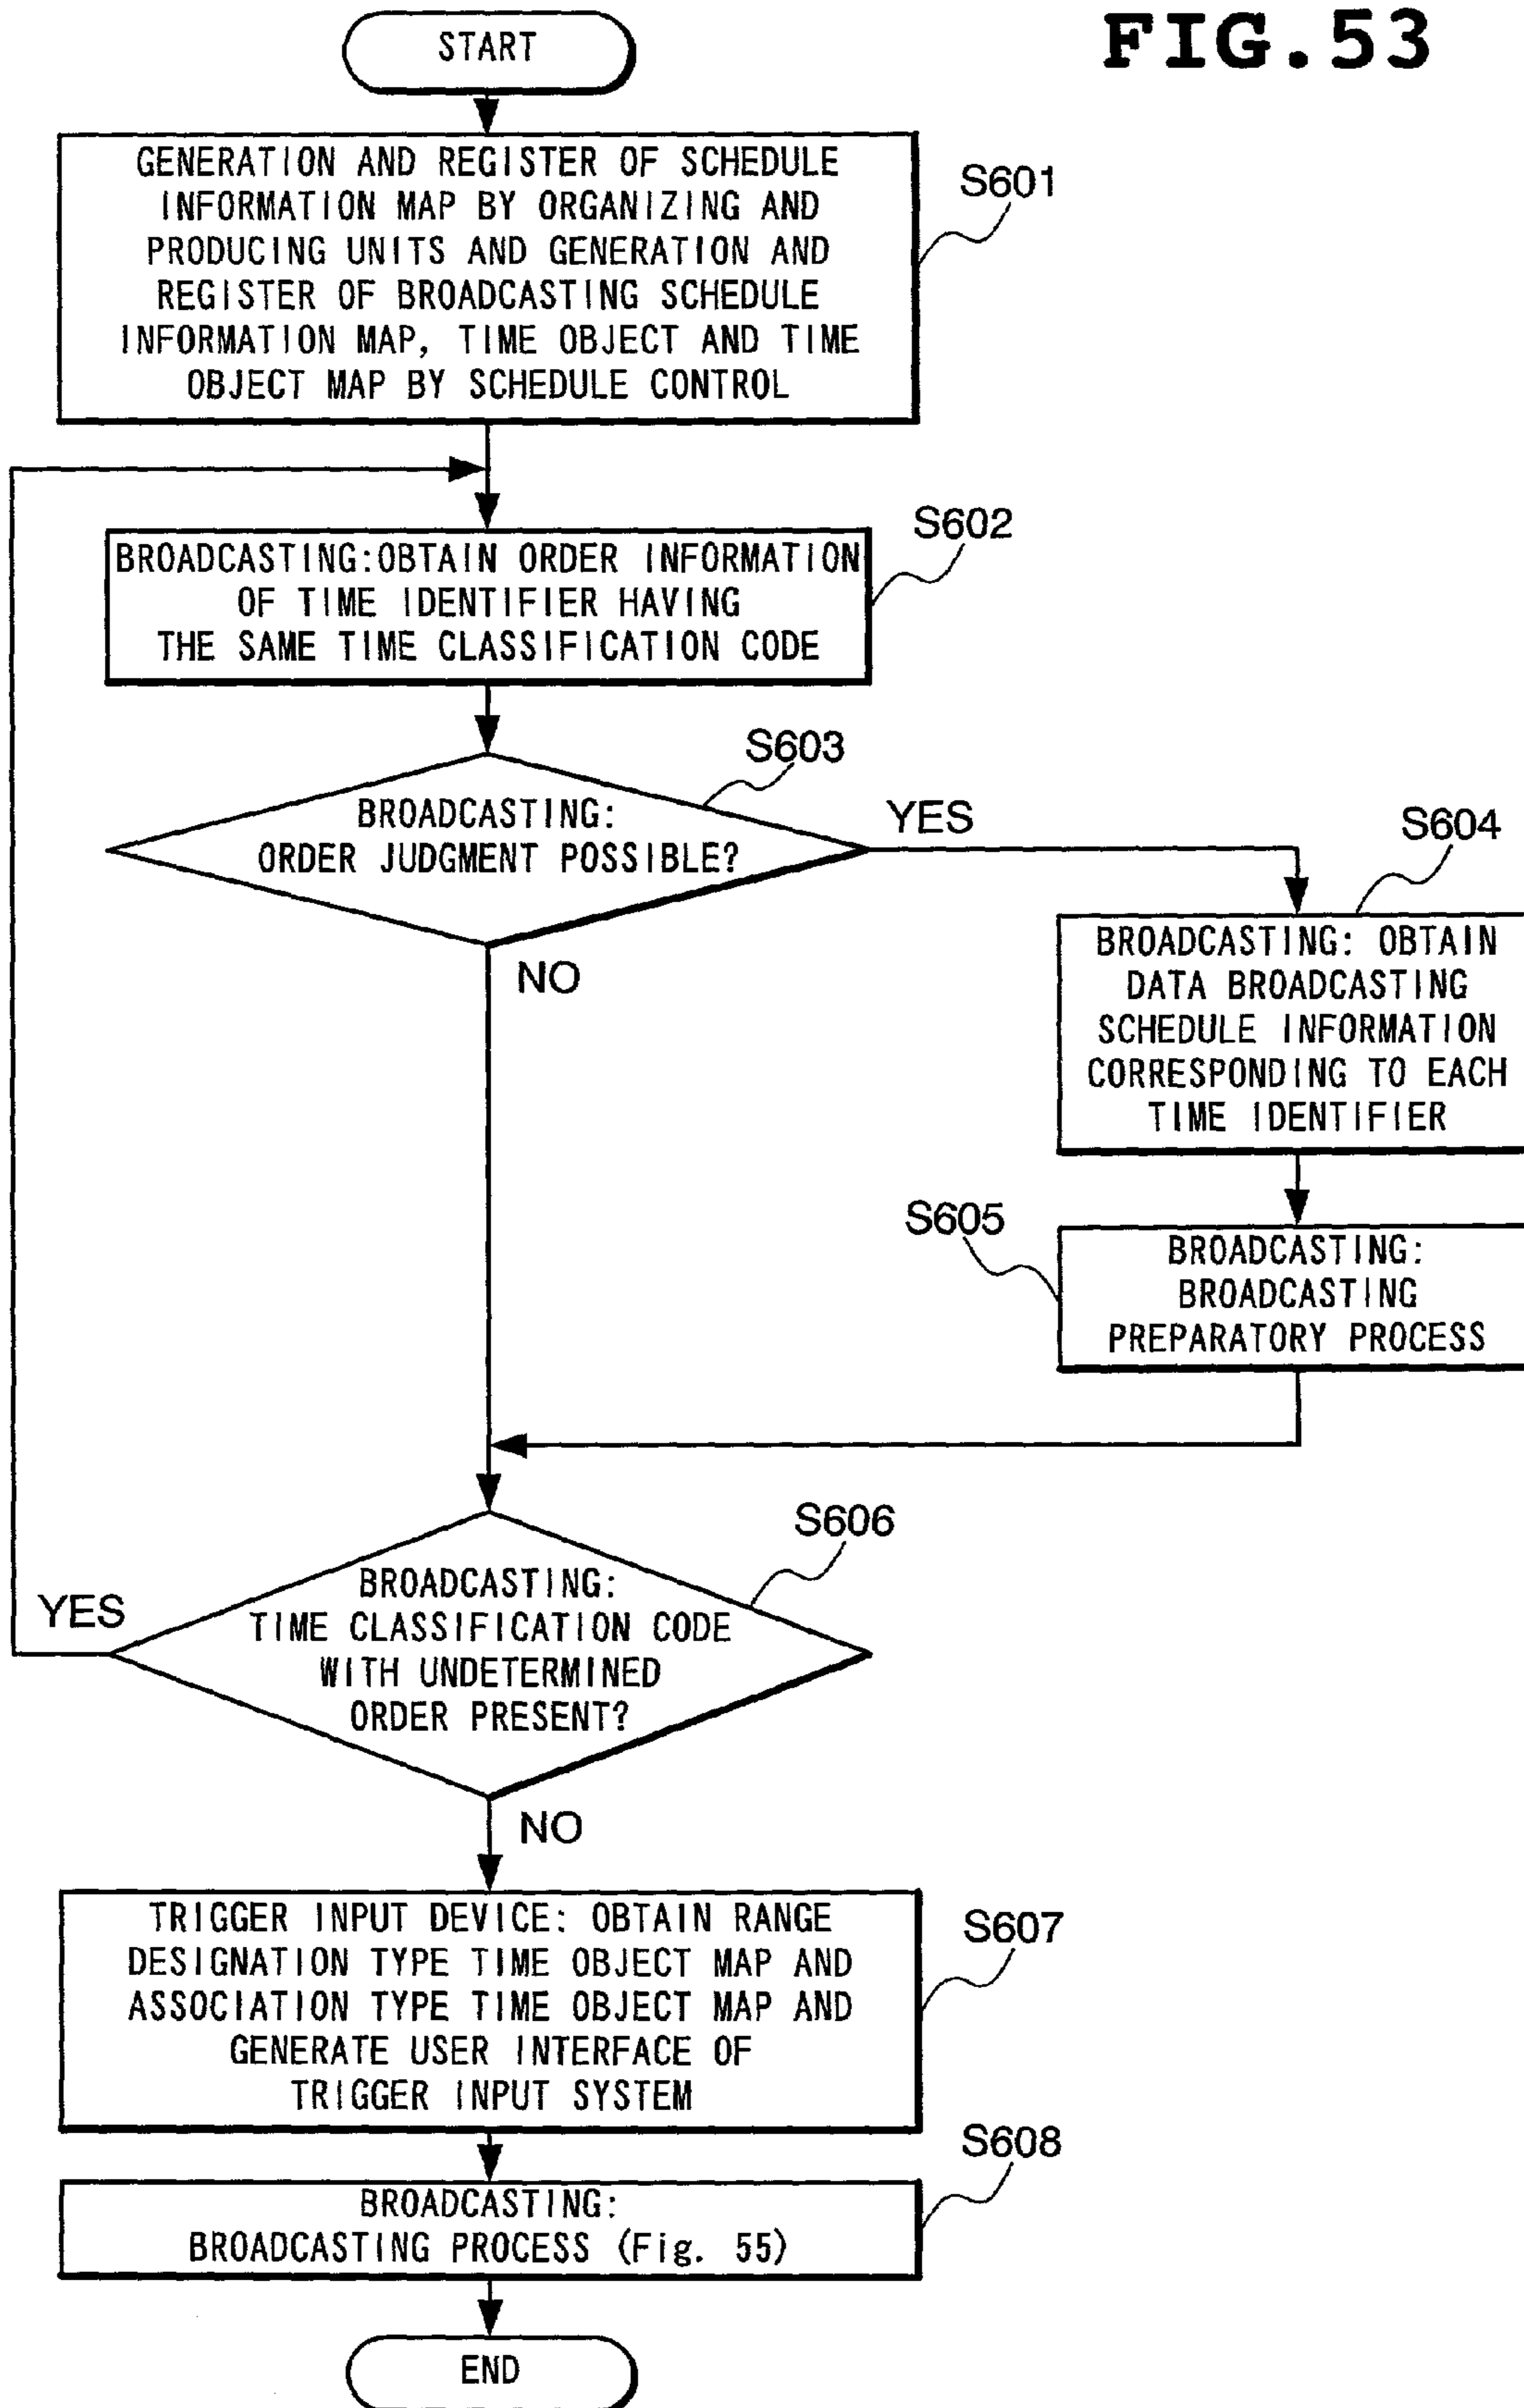 FIG.53
START
GENERATION AND REGISTER OF SCHEDULE
INFORMATION MAP BY ORGANIZING AND
PRODUCING UNITS AND GENERATION AND
REGISTER OF BROADCASTING SCHEDULE
INFORMATION MAP, TIME OBJECT AND TIME
OBJECT MAP BY SCHEDULE CONTROL
S601
BROADCASTING:OBTAIN ORDER INFORMATION
OF TIME IDENTIFIER HAVING
THE SAME TIME CLASSIFICATION CODE
S602
BROADCASTING:
ORDER JUDGMENT POSSIBLE?
S603
YES
NO
BROADCASTING: OBTAIN
DATA BROADCASTING
SCHEDULE INFORMATION
CORRESPONDING TO EACH
TIME IDENTIFIER
S604
BROADCASTING:
BROADCASTING
PREPARATORY PROCESS
S605
BROADCASTING:
TIME CLASSIFICATION CODE
WITH UNDETERMINED
ORDER PRESENT?
S606
YES
NO
TRIGGER INPUT DEVICE: OBTAIN RANGE
DESIGNATION TYPE TIME OBJECT MAP AND
ASSOCIATION TYPE TIME OBJECT MAP AND
GENERATE USER INTERFACE OF
TRIGGER INPUT SYSTEM
S607
BROADCASTING:
BROADCASTING PROCESS (Fig. 55)
S608
END